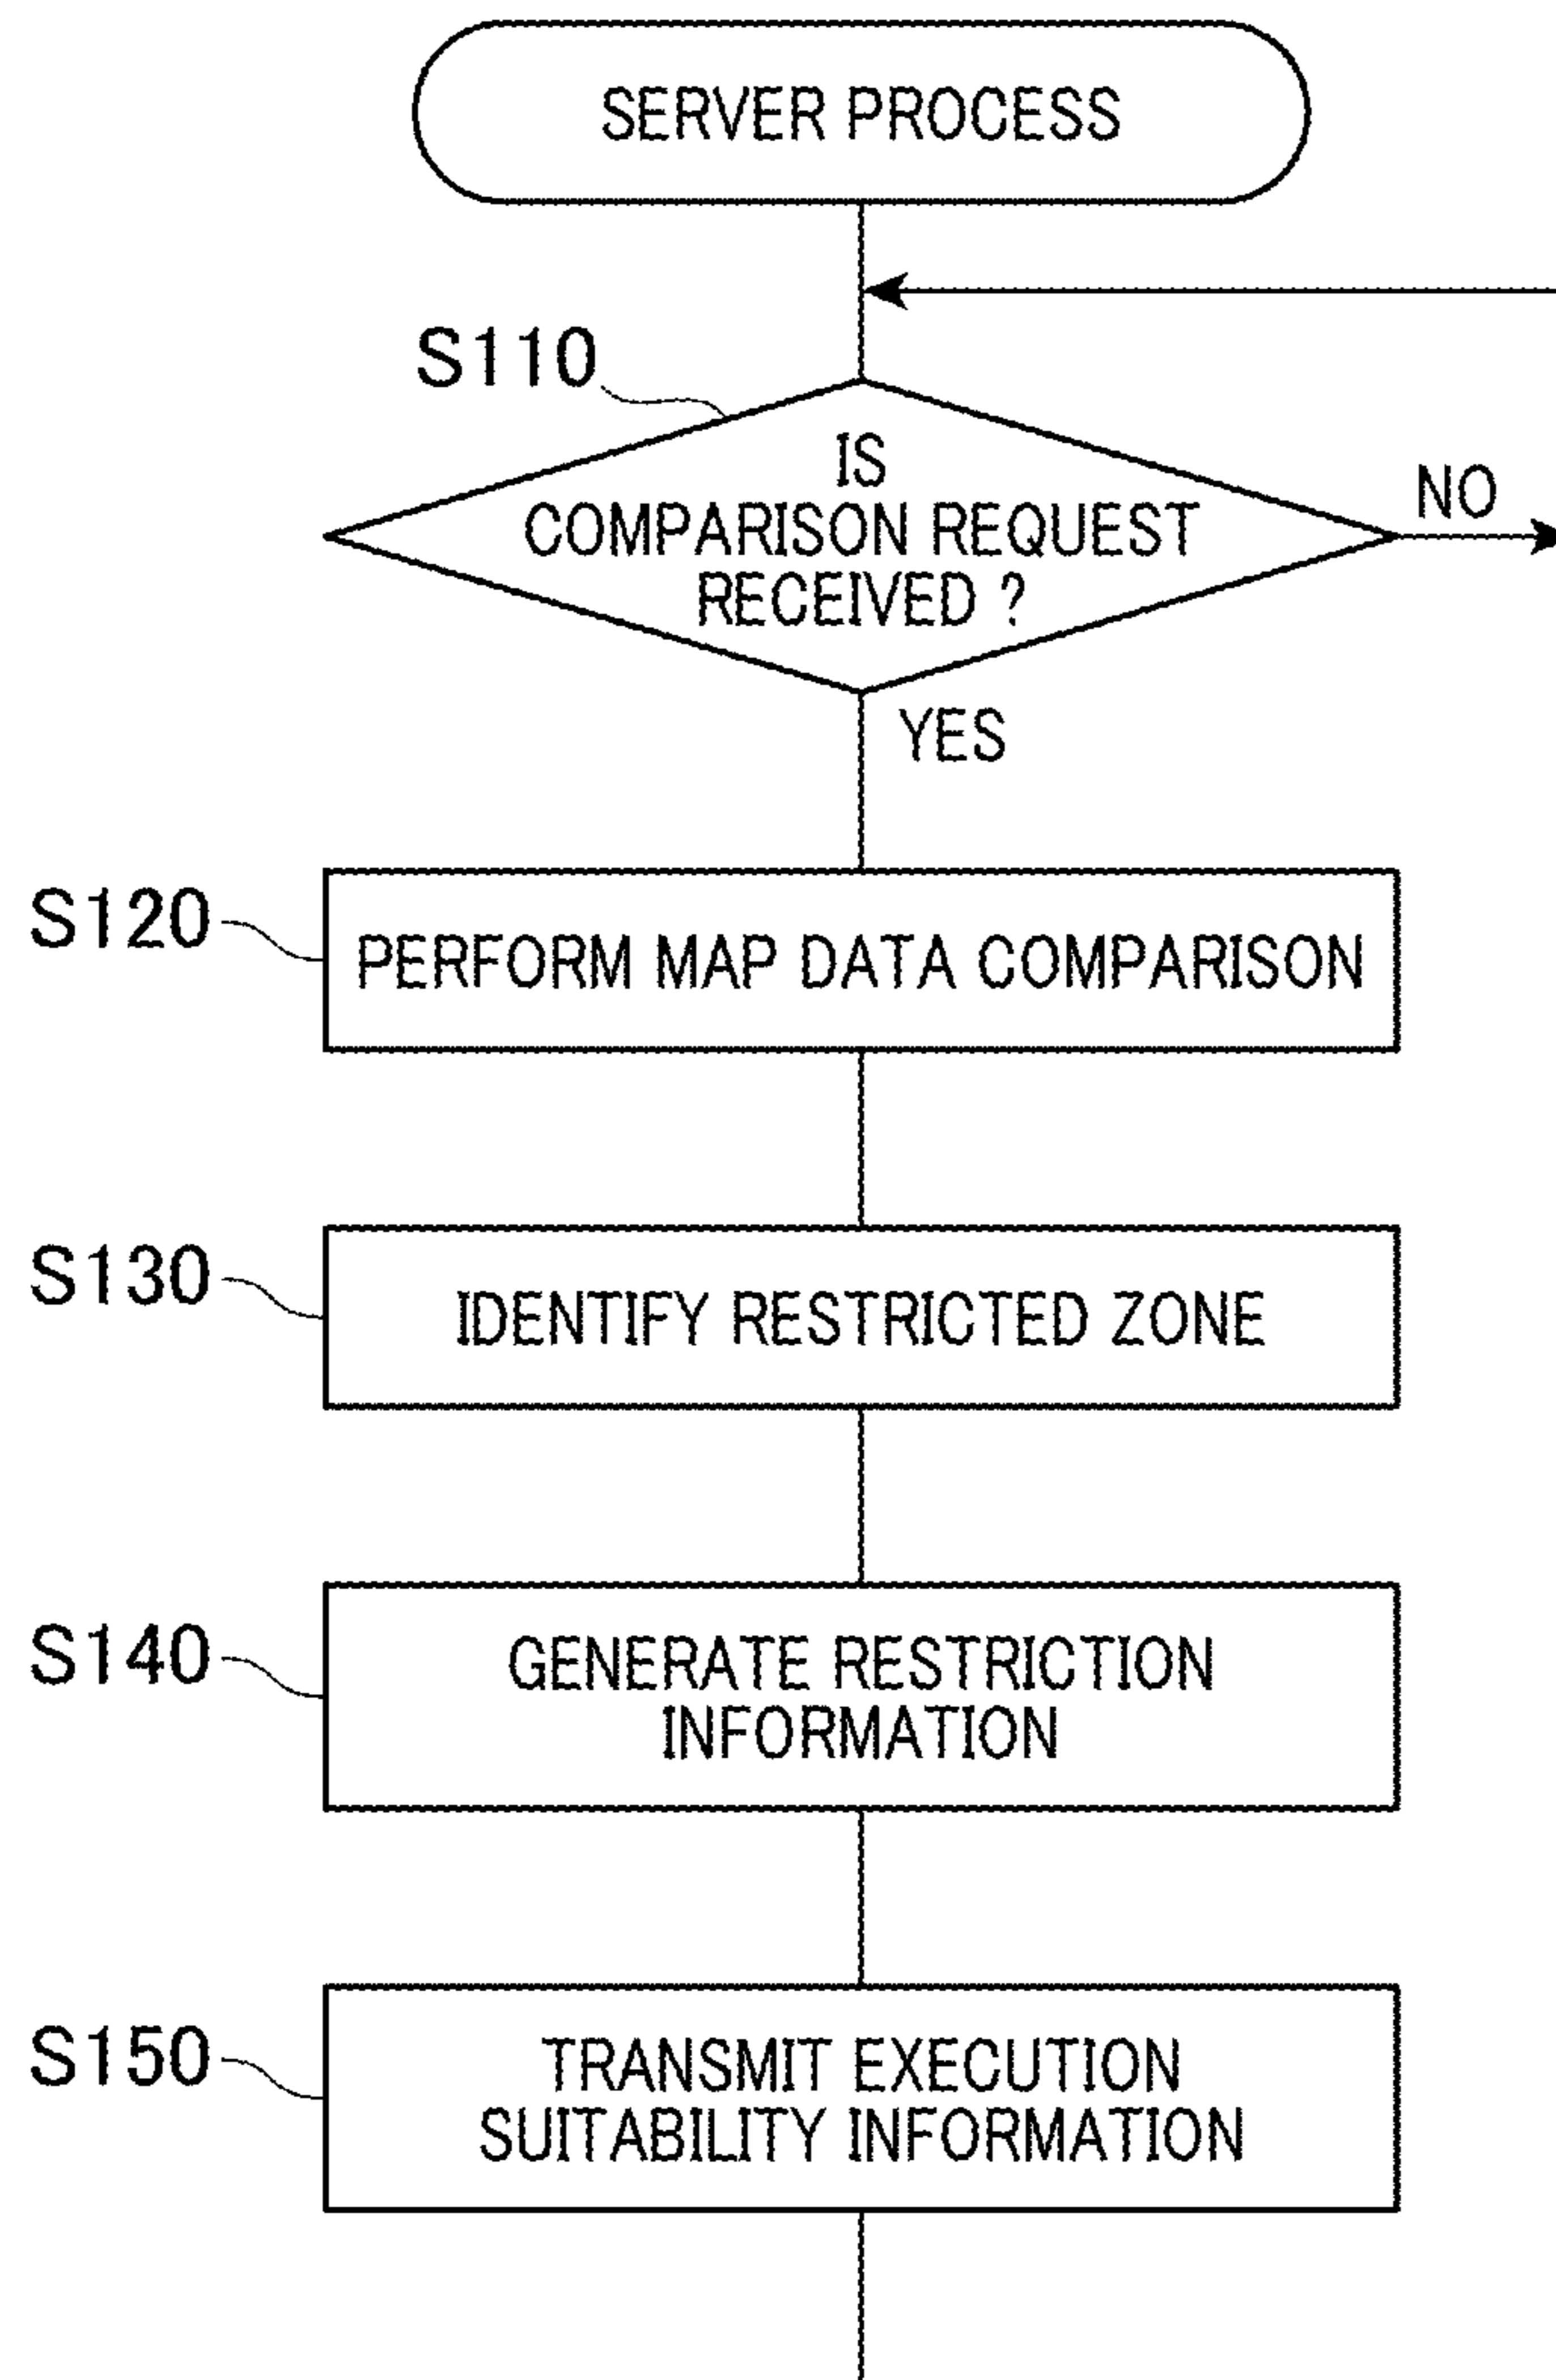 SERVER PROCESS
S110
IS
COMPARISON REQUEST
RECEIVED ?
NO
YES
S120
PERFORM MAP DATA COMPARISON
S130
IDENTIFY RESTRICTED ZONE
S140
GENERATE RESTRICTION
INFORMATION
S150
TRANSMIT EXECUTION
SUITABILITY INFORMATION